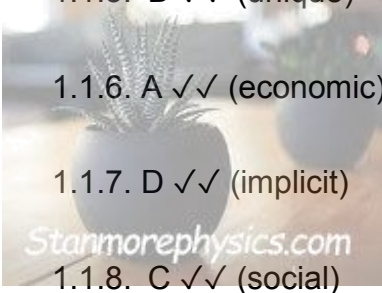 1.1.6. A ✓✓ (economic)
1.1.7. D ✓✓ (implicit)
Stanmorephysics.com
1.1.8. C ✓✓ (social)